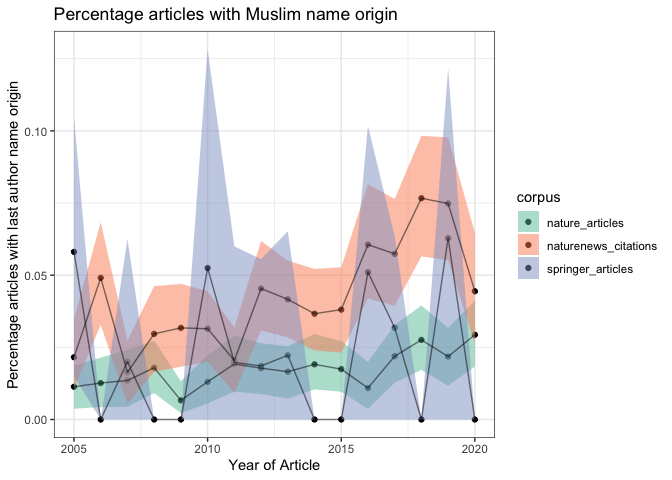 Percentage articles with Muslim name origin
Percentage articles with last author name origin
0.10
0.05
0.00
2005
2010
2015
2020
Year of Article
corpus
nature_articles
naturenews_citations
springer_articles